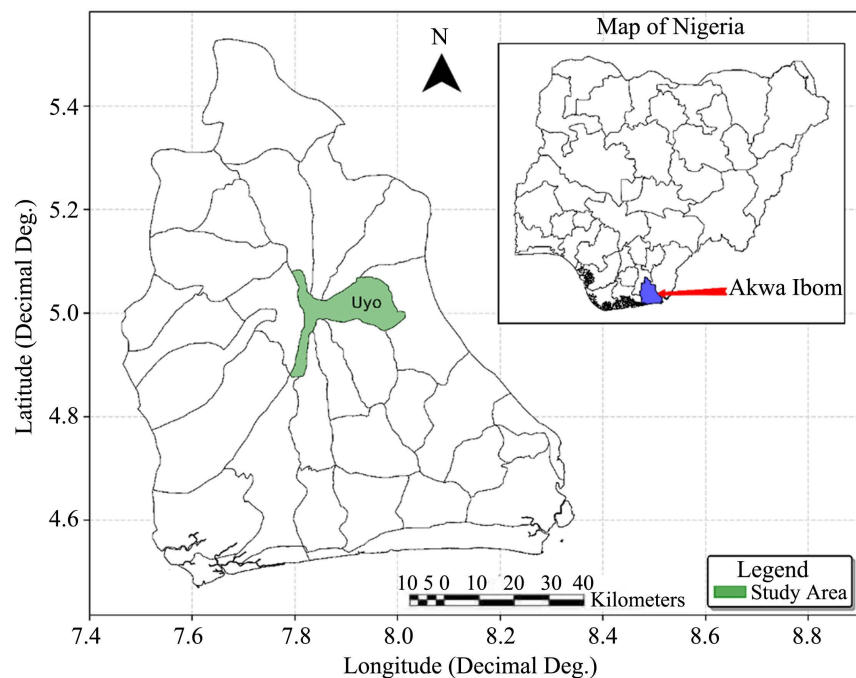 Map of Nigeria
N
Akwa Ibom
Uyo
5.4
5.2
5.0
4.8
4.6
Latitude (Decimal Deg.)
10 5 0 10 20 30 40
Kilometers
Legend
Study Area
7.4 7.6 7.8 8.0 8.2 8.4 8.6 8.8
Longitude (Decimal Deg.)